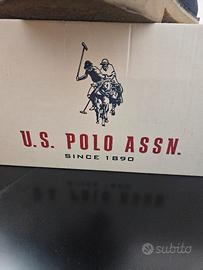 U.S. POLO ASSN.
SINCE 1890
subito